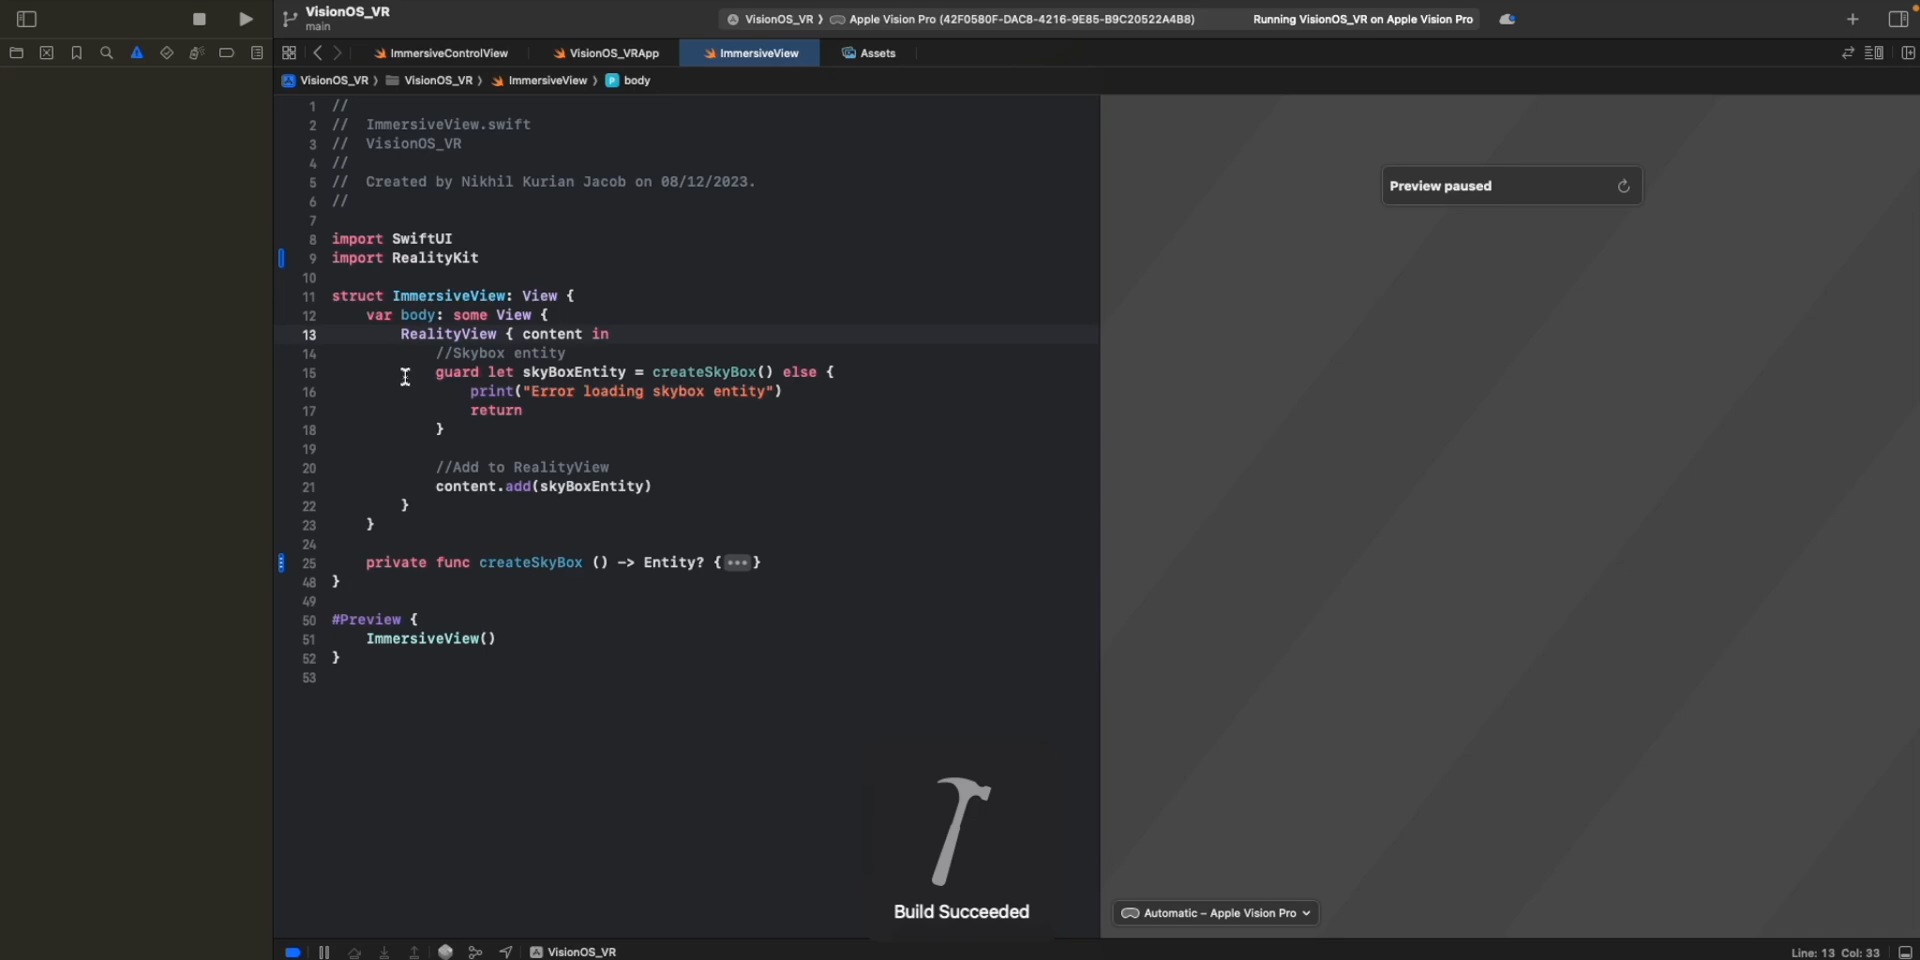 VisionOS_VR
main
VisionOS_VR ⟩ Apple Vision Pro (42F0580F-DAC8-4216-9E85-B9C20522A4B8)
Running VisionOS_VR on Apple Vision Pro
ImmersiveControlView
VisionOS_VRApp
ImmersiveView
Assets
VisionOS_VR ⟩ VisionOS_VR ⟩ ImmersiveView ⟩ P body
1 //
2 //  ImmersiveView.swift
3 //  VisionOS_VR
4 //
5 //  Created by Nikhil Kurian Jacob on 08/12/2023.
6 //
7
8 import SwiftUI
9 import RealityKit
10
11 struct ImmersiveView: View {
12     var body: some View {
13         RealityView { content in
14             //Skybox entity
15             guard let skyBoxEntity = createSkyBox() else {
16                 print("Error loading skybox entity")
17                 return
18             }
19
20             //Add to RealityView
21             content.add(skyBoxEntity)
22         }
23     }
24
25     private func createSkyBox () -> Entity? {•••}
48 }
49
50 #Preview {
51     ImmersiveView()
52 }
53
Preview paused
Build Succeeded
Automatic – Apple Vision Pro
VisionOS_VR
Line: 13 Col: 33